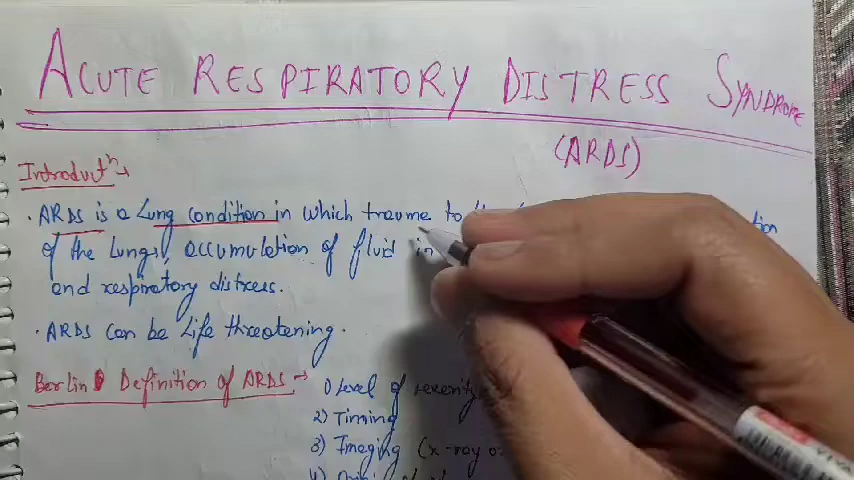 ACUTE RESPIRATORY DISTRESS SYNDROME
(ARDS)
Introductⁿ→
· ARDS is a Lung condition in which traume to
of the Lungs, accumulation of fluid in
and respiratory distress.
· ARDS can be Life threatening.
Berlin Definition of ARDS →
1) Level of severity
2) Timing
3) Imaging (x-ray
4)